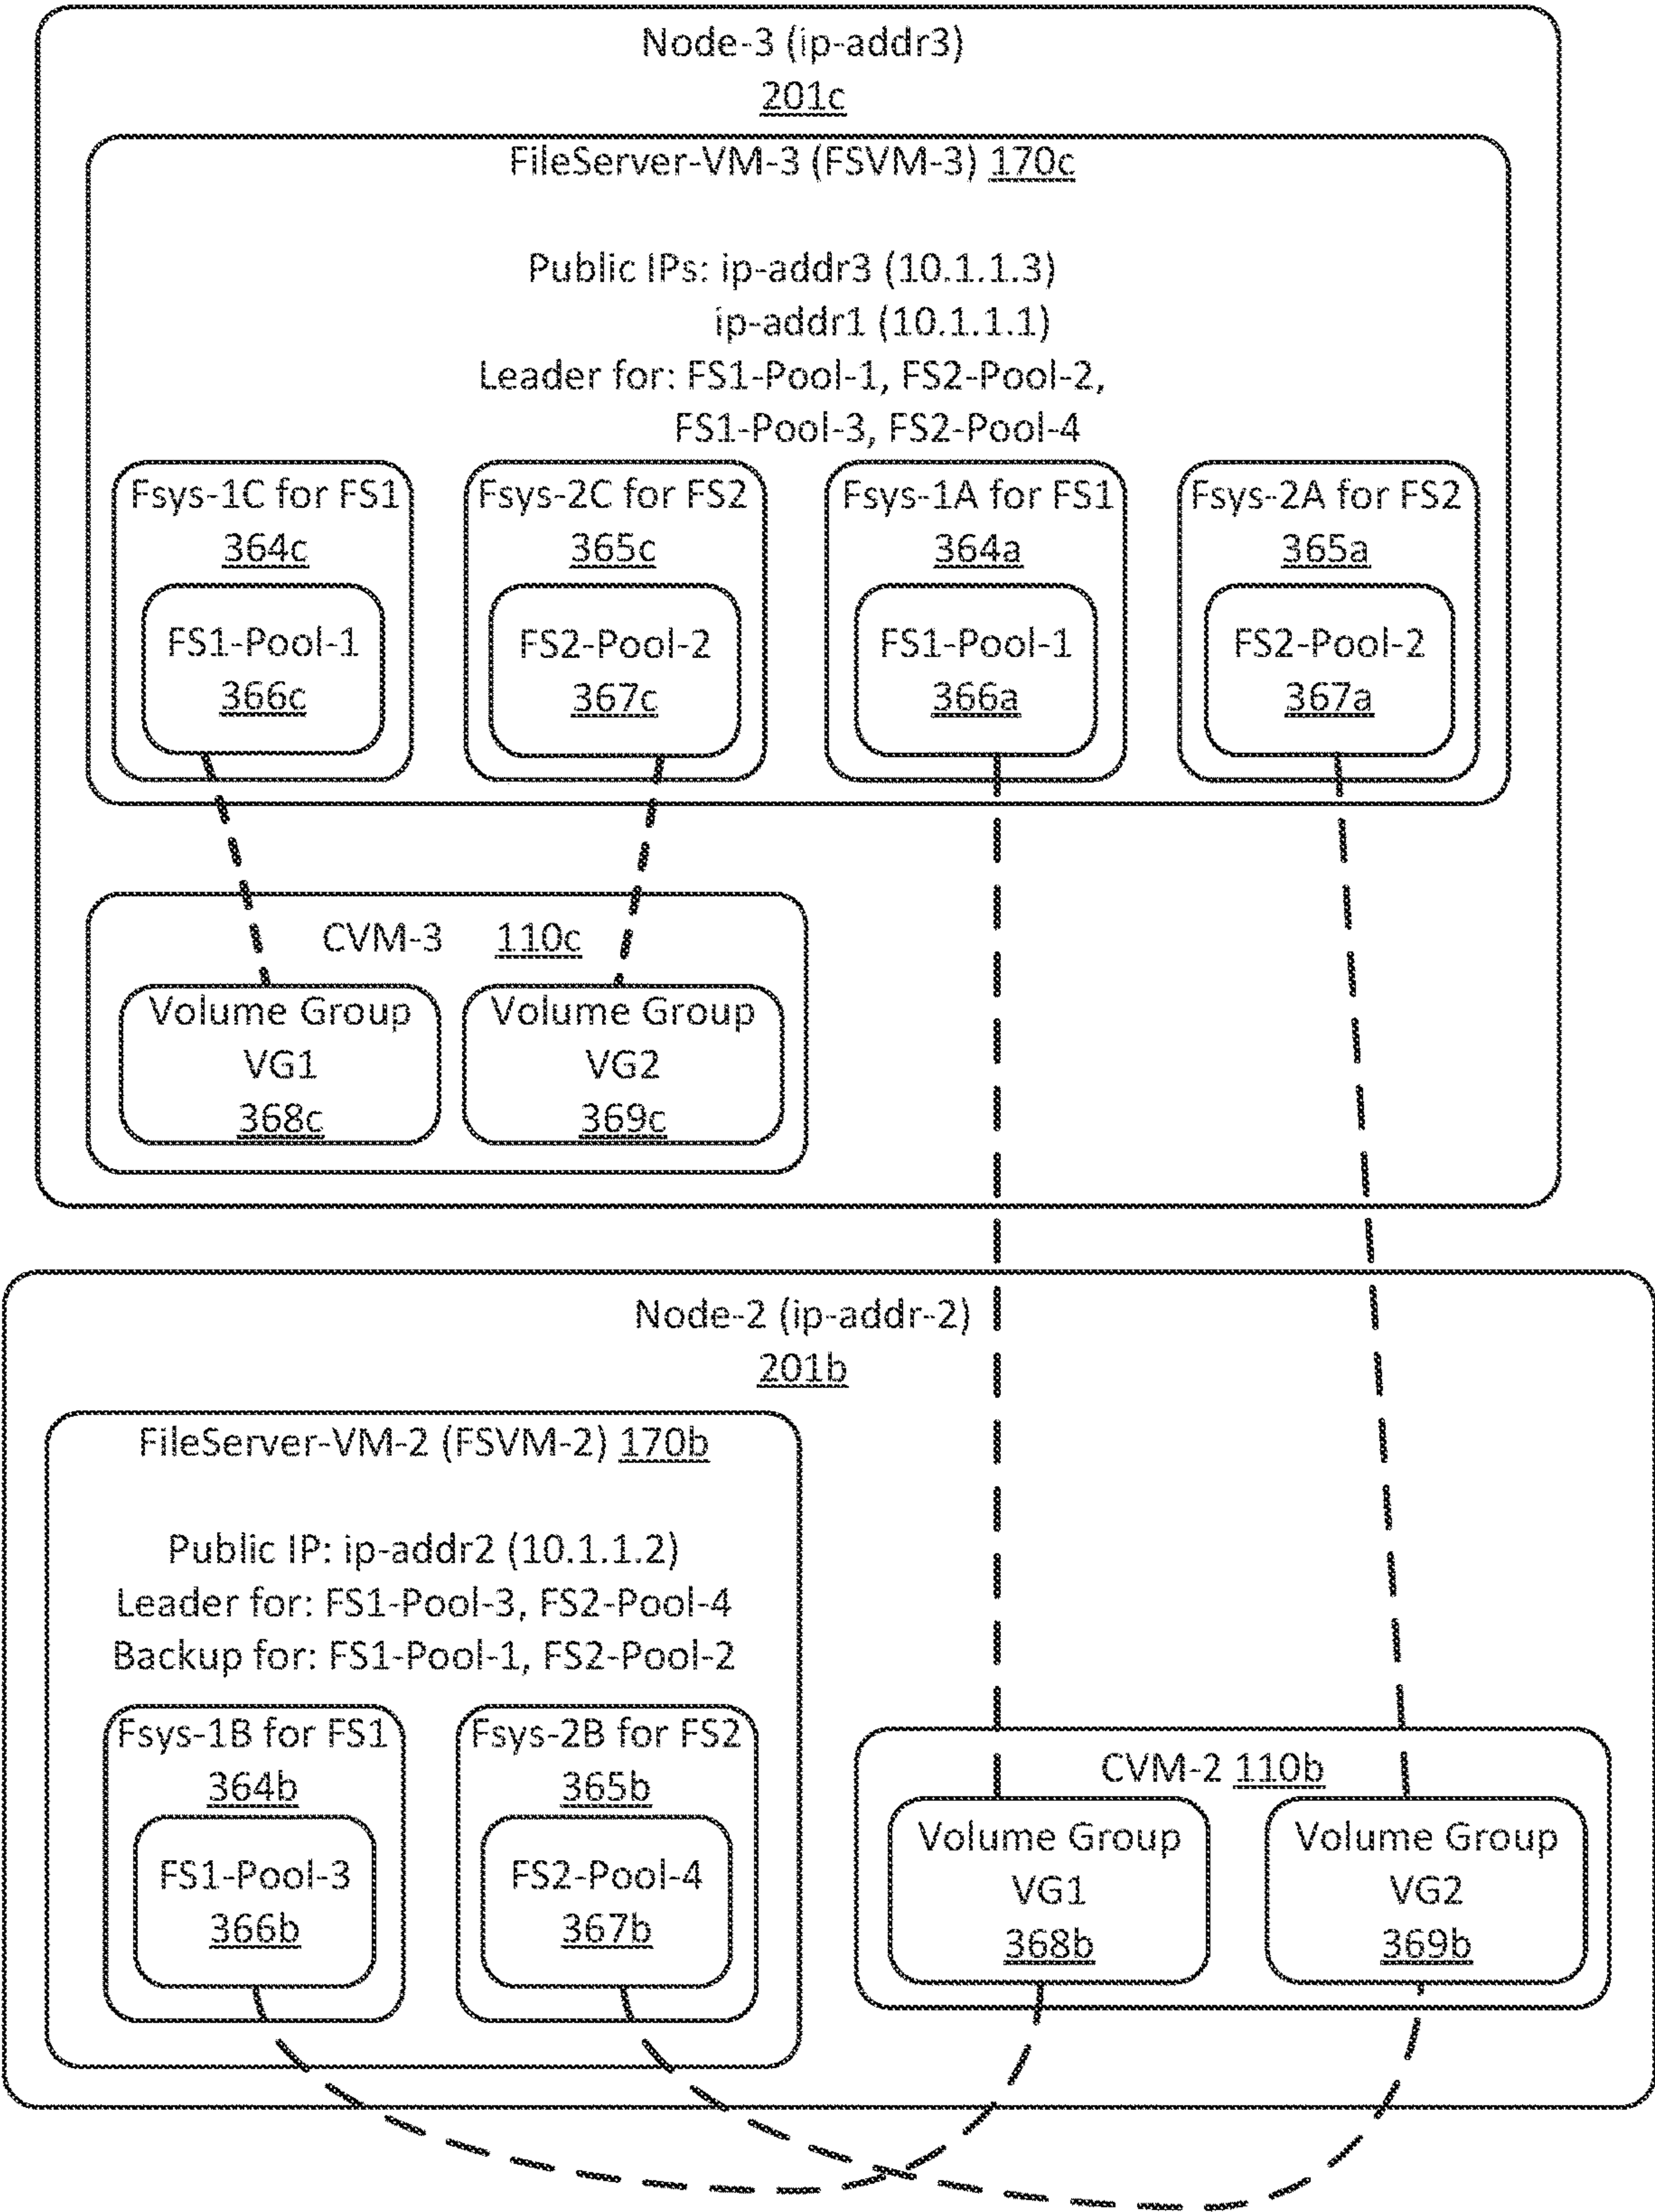 Node-3 (ip-addr3)
201c
FileServer-VM-3 (FSVM-3) 170c
Public IPs: ip-addr3 (10.1.1.3)
ip-addr1 (10.1.1.1)
Leader for: FS1-Pool-1, FS2-Pool-2,
FS1-Pool-3, FS2-Pool-4
Fsys-1C for FS1
364c
FS1-Pool-1
366c
Fsys-2C for FS2
365c
FS2-Pool-2
367c
Fsys-1A for FS1
364a
FS1-Pool-1
366a
Fsys-2A for FS2
365a
FS2-Pool-2
367a
CVM-3 110c
Volume Group
VG1
368c
Volume Group
VG2
369c
Node-2 (ip-addr-2)
201b
FileServer-VM-2 (FSVM-2) 170b
Public IP: ip-addr2 (10.1.1.2)
Leader for: FS1-Pool-3, FS2-Pool-4
Backup for: FS1-Pool-1, FS2-Pool-2
Fsys-1B for FS1
364b
FS1-Pool-3
366b
Fsys-2B for FS2
365b
FS2-Pool-4
367b
CVM-2 110b
Volume Group
VG1
368b
Volume Group
VG2
369b